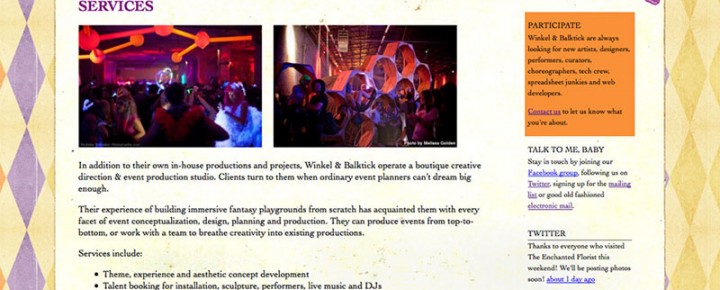 SERVICES
Photo by Melissa Golden
In addition to their own in-house productions and projects, Winkel & Balktick operate a boutique creative
direction & event production studio. Clients turn to them when ordinary event planners can't dream big
enough.
Their experience of building immersive fantasy playgrounds from scratch has acquainted them with every
facet of event conceptualization, design, planning and production. They can produce events from top-to-
bottom, or work with a team to breathe creativity into existing productions.
Services include:
• Theme, experience and aesthetic concept development
• Talent booking for installation, sculpture, performers, live music and DJs
PARTICIPATE
Winkel & Balktick are always
looking for new artists, designers,
performers, curators,
choreographers, tech crew,
spreadsheet junkies and web
developers.
Contact us to let us know what
you're about.
TALK TO ME, BABY
Stay in touch by joining our
Facebook group, following us on
Twitter, signing up for the mailing
list or good old fashioned
electronic mail.
TWITTER
Thanks to everyone who visited
The Enchanted Florist this
weekend! We'll be posting photos
soon! about 1 day ago